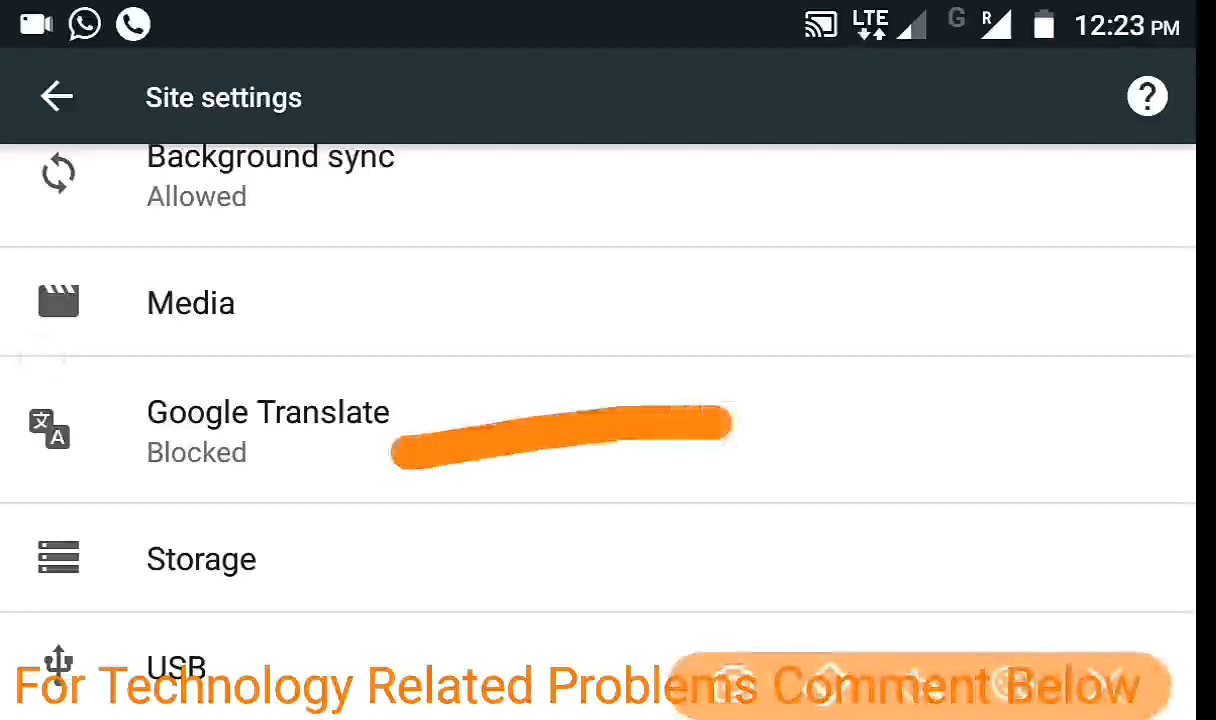 LTE G R 12:23 PM
Site settings ?
Background sync
Allowed
Media
Google Translate
Blocked
文 A
Storage
USB
For Technology Related Problems Comment Below